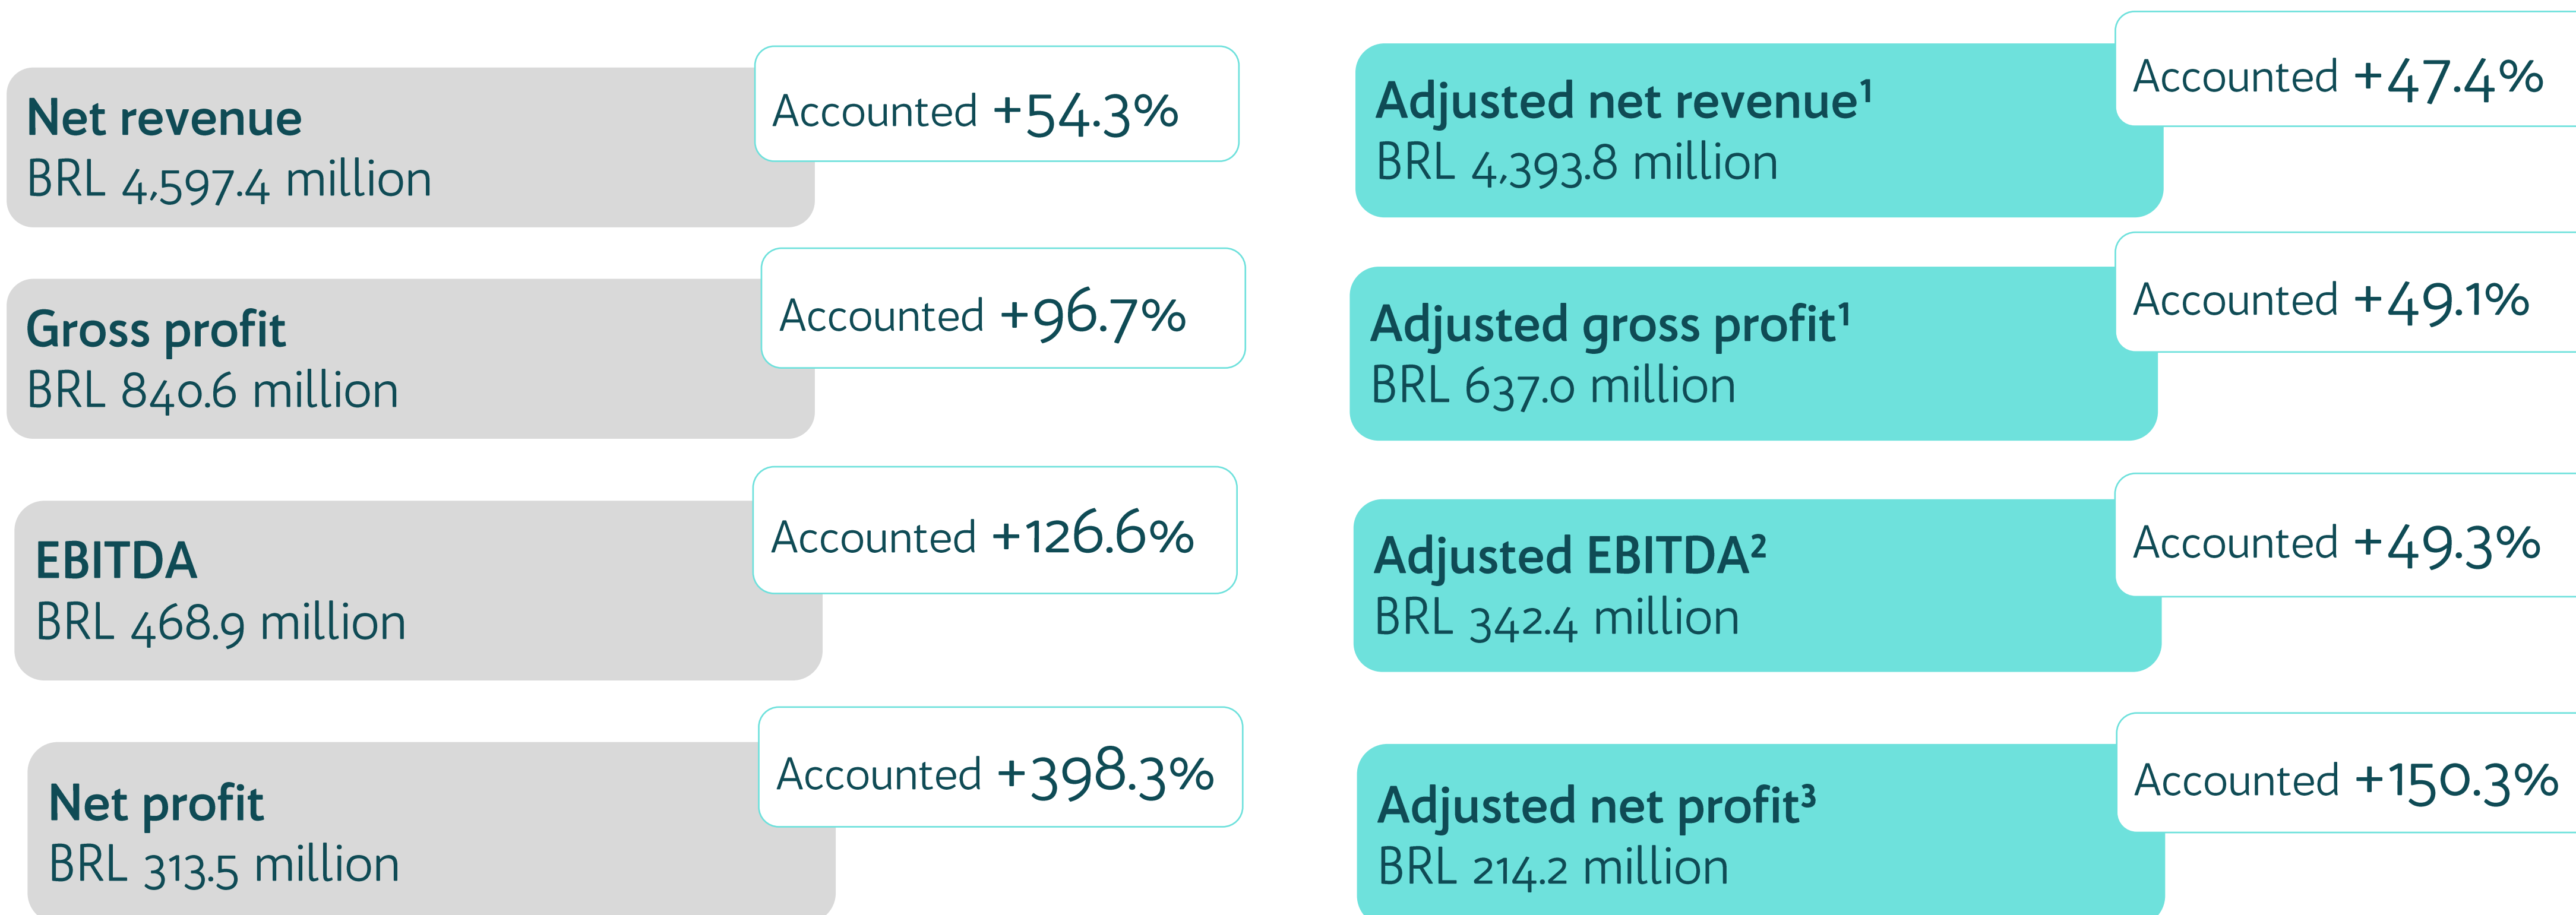 Net revenue
BRL 4,597.4 million
Accounted +54.3%
Gross profit
BRL 840.6 million
Accounted +96.7%
EBITDA
BRL 468.9 million
Accounted +126.6%
Net profit
BRL 313.5 million
Accounted +398.3%
Adjusted net revenue¹
BRL 4,393.8 million
Accounted +47.4%
Adjusted gross profit¹
BRL 637.0 million
Accounted +49.1%
Adjusted EBITDA²
BRL 342.4 million
Accounted +49.3%
Adjusted net profit³
BRL 214.2 million
Accounted +150.3%